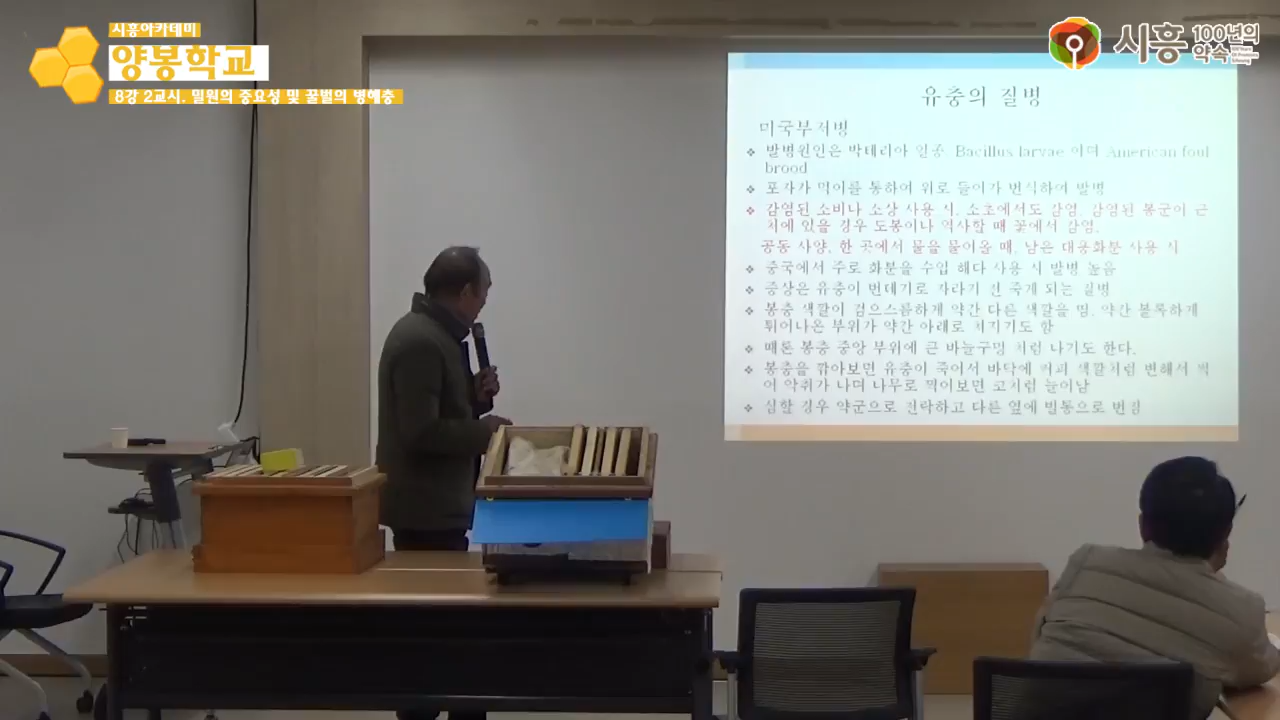 시흥아카데미
양봉학교
8강 2교시. 밀원의 중요성 및 꿀벌의 병해충
시흥 100년의 약속
유충의 질병
미국부저병
발병원인은 박테리아 일종 Bacillus larvae 이며 American foul
brood
포자가 먹이를 통하여 위로 들어가 번식하여 발병
감염된 소비나 소상 사용 시, 소초에서도 감염, 감염된 봉군이 근
처에 있을 경우 도봉이나 역사할 때 꽃에서 감염.
공동 사양, 한 곳에서 물을 물어올 때, 남은 대용화분 사용 시
중국에서 주로 화분을 수입 해다 사용 시 발병 높음
증상은 유충이 번데기로 자라기 전 죽게 되는 질병
봉충 색깔이 검으스름하게 약간 다른 색깔을 띰. 약간 볼록하게
튀어나온 부위가 약간 아래로 처지기도 함
때론 봉충 중앙 부위에 큰 바늘구멍 처럼 나기도 한다.
봉충을 깎아보면 유충이 죽어서 바닥에 커피 색깔처럼 변해서 썩
어 악취가 나며 나무로 찍어보면 코처럼 늘어남
심할 경우 약군으로 전락하고 다른 옆에 벌통으로 번짐